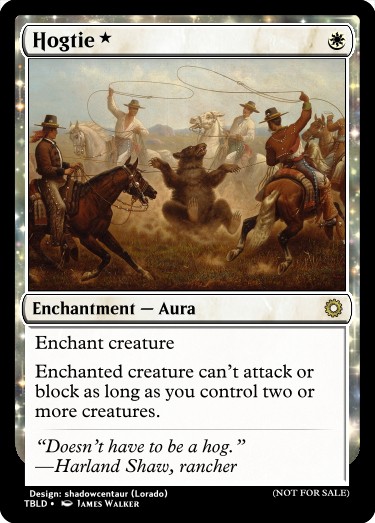 Hogtie ★
Enchantment — Aura
Enchant creature
Enchanted creature can't attack or
block as long as you control two or
more creatures.
“Doesn't have to be a hog.”
—Harland Shaw, rancher
Design: shadowcentaur (Lorado)
(NOT FOR SALE)
TBLD • James Walker